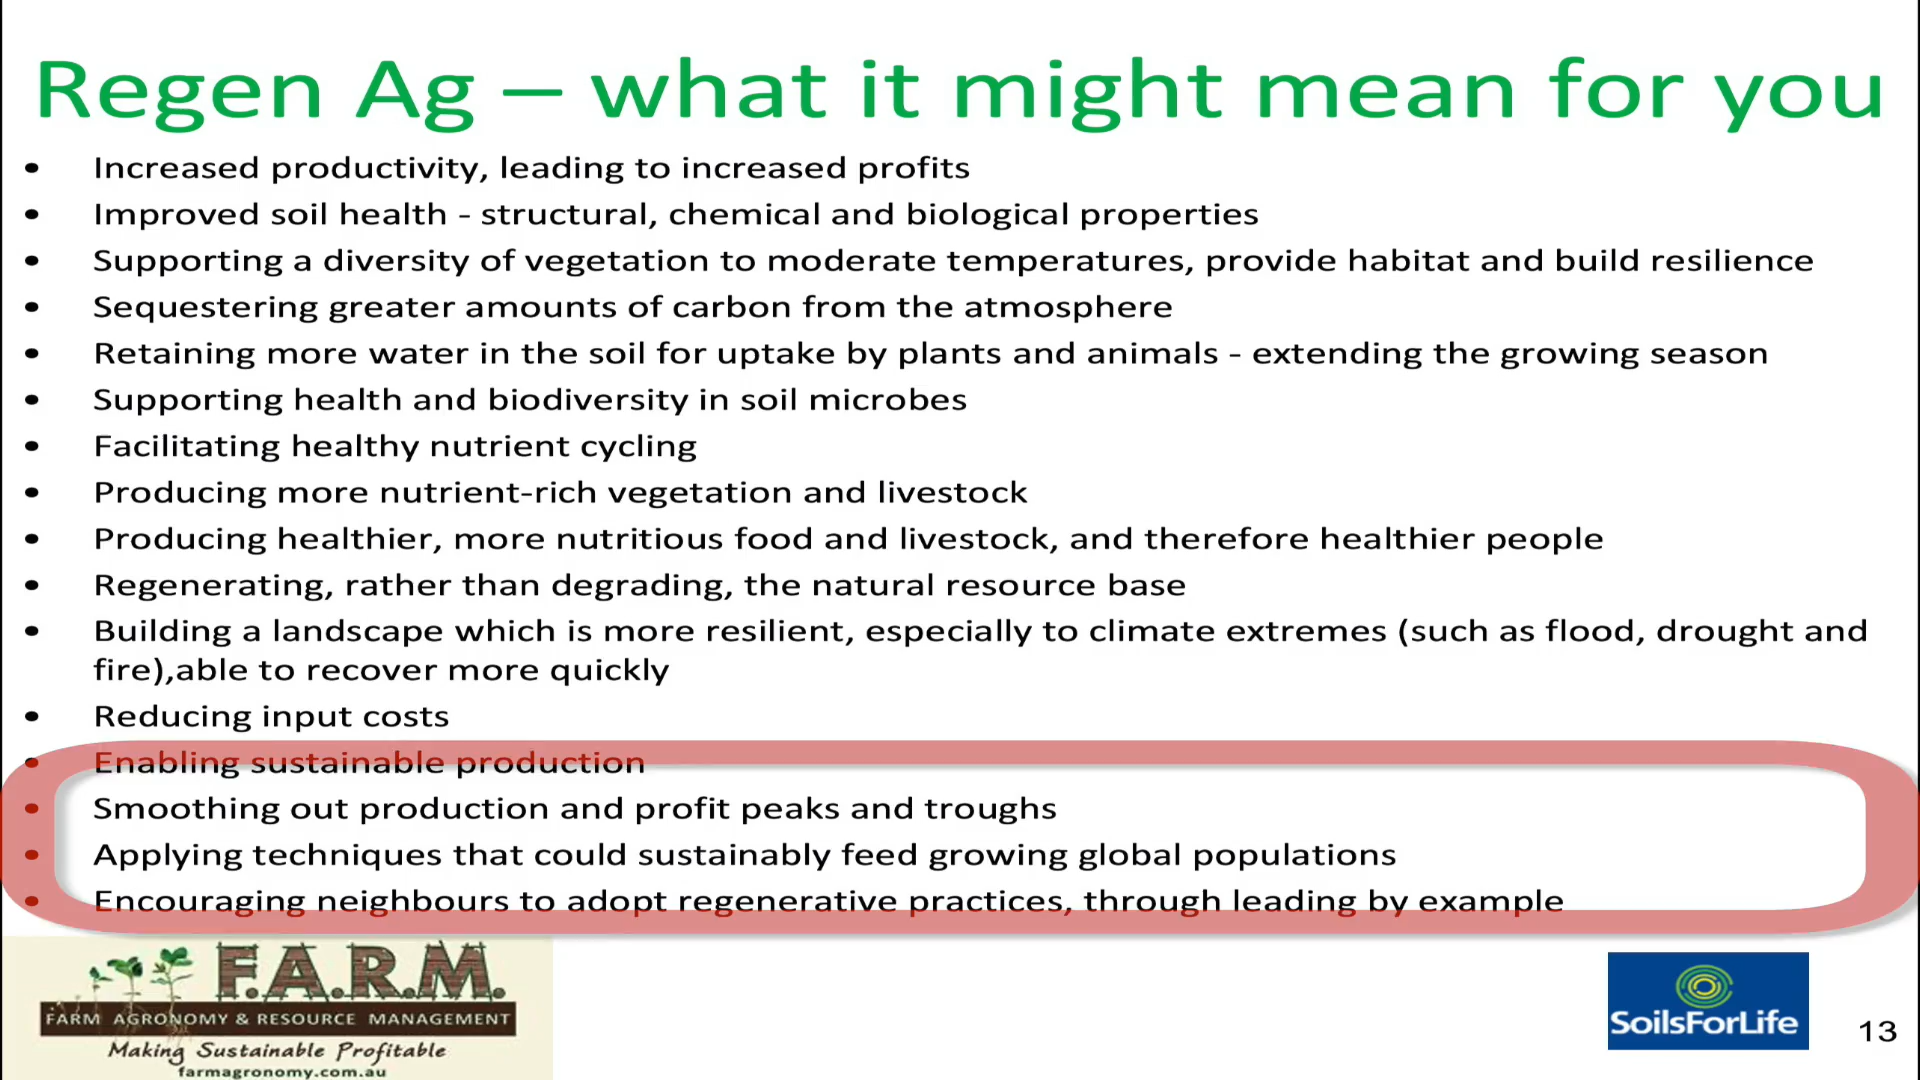 Regen Ag – what it might mean for you
• Increased productivity, leading to increased profits
• Improved soil health - structural, chemical and biological properties
• Supporting a diversity of vegetation to moderate temperatures, provide habitat and build resilience
• Sequestering greater amounts of carbon from the atmosphere
• Retaining more water in the soil for uptake by plants and animals - extending the growing season
• Supporting health and biodiversity in soil microbes
• Facilitating healthy nutrient cycling
• Producing more nutrient-rich vegetation and livestock
• Producing healthier, more nutritious food and livestock, and therefore healthier people
• Regenerating, rather than degrading, the natural resource base
• Building a landscape which is more resilient, especially to climate extremes (such as flood, drought and
fire),able to recover more quickly
• Reducing input costs
• Enabling sustainable production
• Smoothing out production and profit peaks and troughs
• Applying techniques that could sustainably feed growing global populations
• Encouraging neighbours to adopt regenerative practices, through leading by example
F.A.R.M.
FARM AGRONOMY & RESOURCE MANAGEMENT
Making Sustainable Profitable
farmagronomy.com.au
SoilsForLife
13